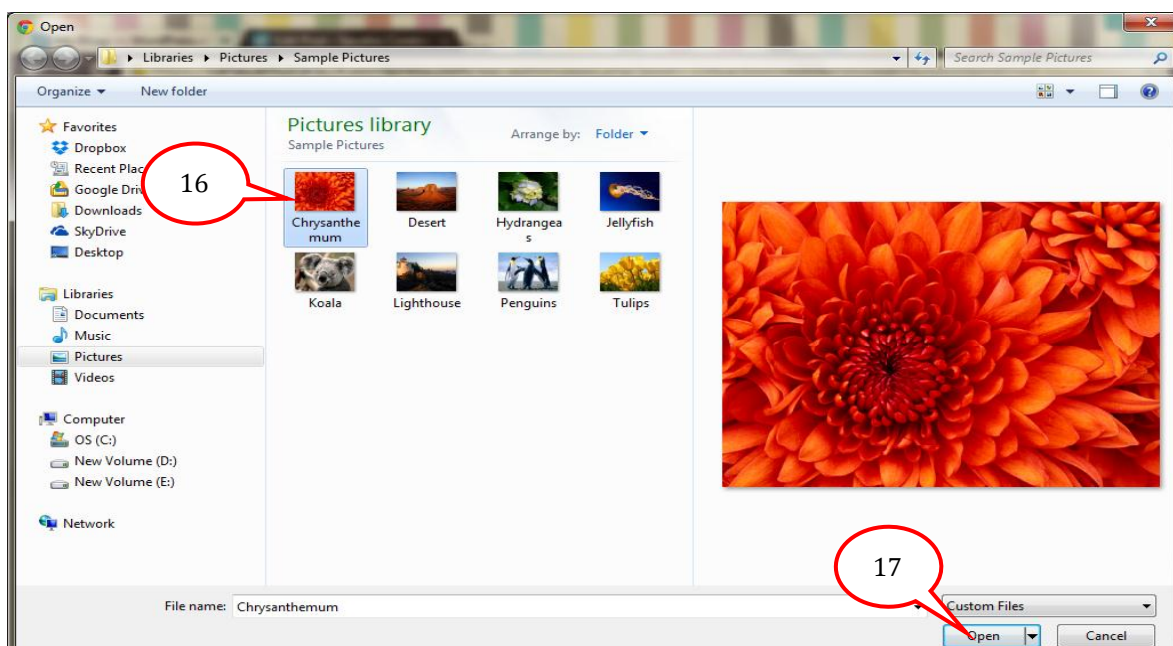 Open
Libraries Pictures Sample Pictures
Search Sample Pictures
Organize New folder
Favorites
Dropbox
Recent Plac
Google Driv
Downloads
SkyDrive
Desktop
Libraries
Documents
Music
Pictures
Videos
Computer
OS (C:)
New Volume (D:)
New Volume (E:)
Network
Pictures library
Sample Pictures
Arrange by: Folder
16
Chrysanthe
mum
Desert
Hydrangea
s
Jellyfish
Koala
Lighthouse
Penguins
Tulips
17
File name: Chrysanthemum
Custom Files
Open
Cancel